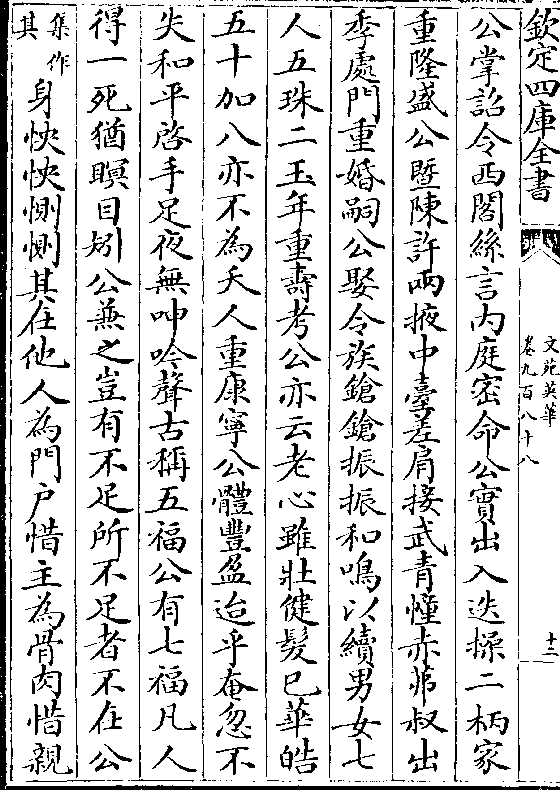 欽定四庫全書
文苑英華
卷九百八十八
十三
公掌詔令西閣絲言内庭密命公實出入迭操二柄家
重隆盛公曁陳許兩掖中臺差肩接武青幢赤茀叔出
季處門重婚嗣公娶令族鎗鎗振振和鳴以續男女七
人五珠二玉年重壽考公亦云老心雖壯健髮已華皓
五十加八亦不為夭人重康寧公體豐盈迨乎奄忽不
失和平啓手足夜無呻吟聲古稱五福公有七福凡人
得一死猶瞑目矧公兼之豈有不足所不足者不在公
集作其身怏怏惻惻其在他人為門户惜主為骨肉惜親